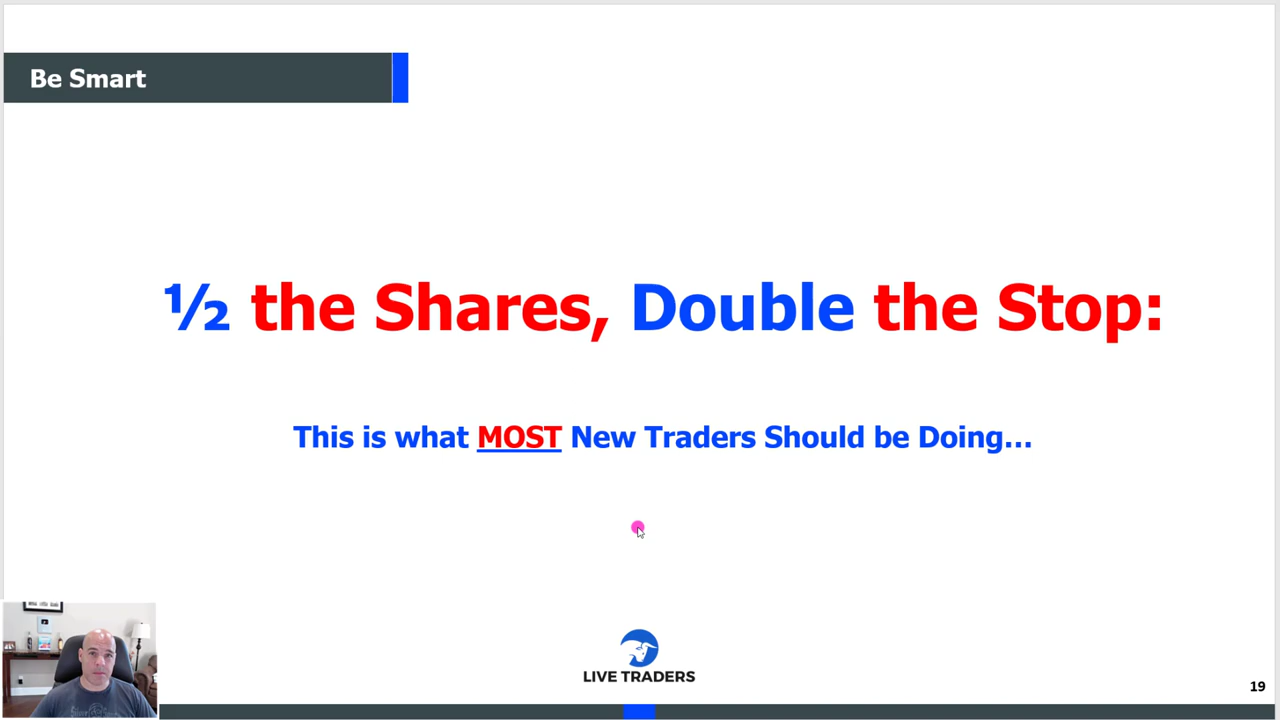 Be Smart
½ the Shares, Double the Stop:
This is what MOST New Traders Should be Doing...
LIVE TRADERS
19